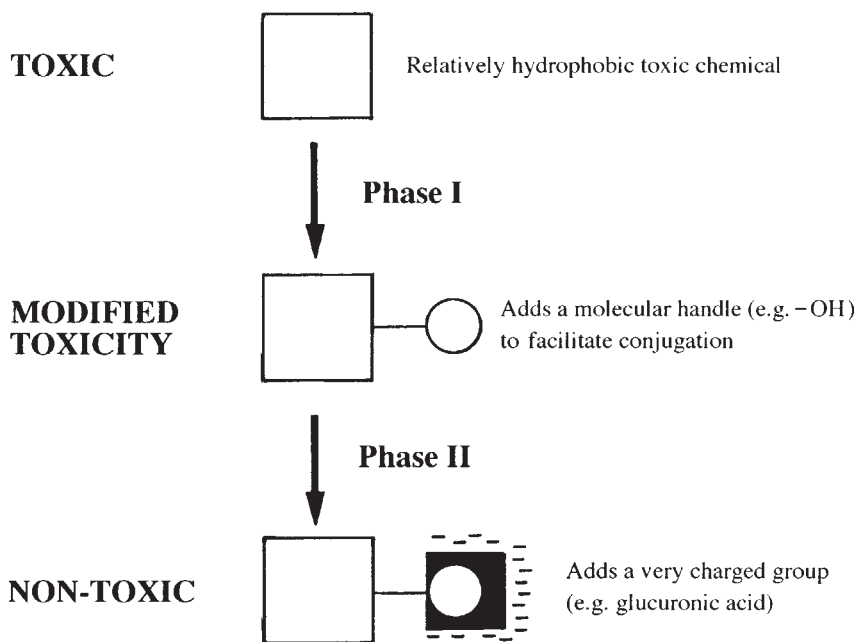 TOXIC
Relatively hydrophobic toxic chemical
Phase I
MODIFIED
TOXICITY
Adds a molecular handle (e.g. –OH)
to facilitate conjugation
Phase II
NON-TOXIC
Adds a very charged group
(e.g. glucuronic acid)